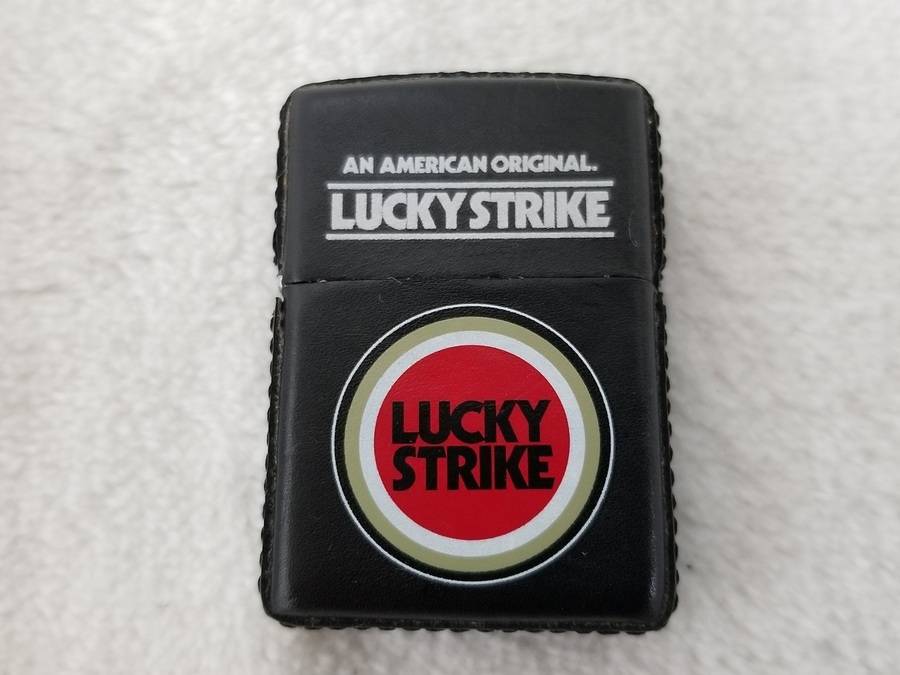 AN AMERICAN ORIGINAL.
LUCKY STRIKE
LUCKY
STRIKE